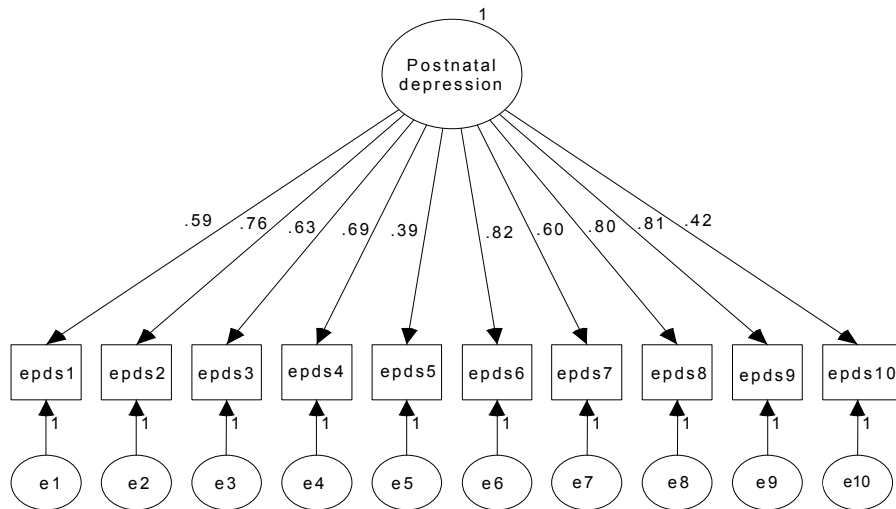 1
Postnatal
depression
.59 .76 .63 .69 .39 .82 .60 .80 .81 .42
epds1 epds2 epds3 epds4 epds5 epds6 epds7 epds8 epds9 epds10
1 1 1 1 1 1 1 1 1 1
e1 e2 e3 e4 e5 e6 e7 e8 e9 e10